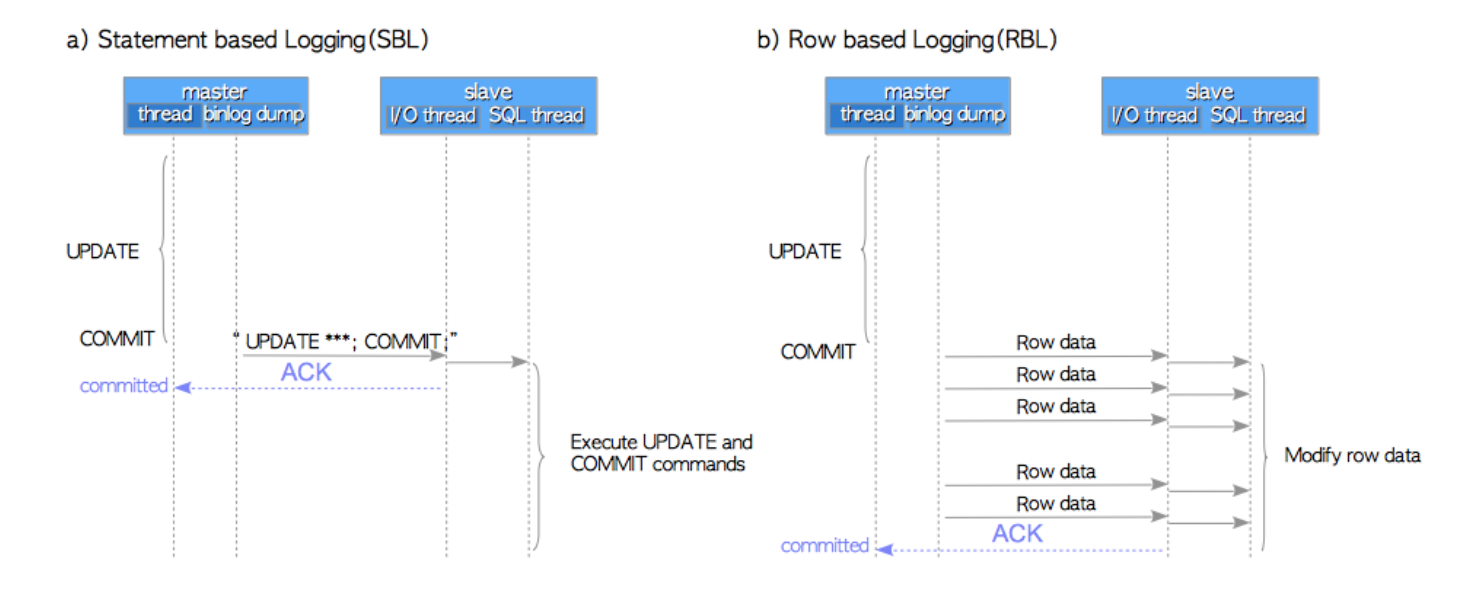 a) Statement based Logging(SBL)
master
thread binlog dump
slave
I/O thread SQL thread
UPDATE
COMMIT
“ UPDATE ***; COMMIT;”
ACK
committed
Execute UPDATE and
COMMIT commands
b) Row based Logging(RBL)
master
thread binlog dump
slave
I/O thread SQL thread
UPDATE
COMMIT
Row data
Row data
Row data
Row data
Row data
Modify row data
ACK
committed